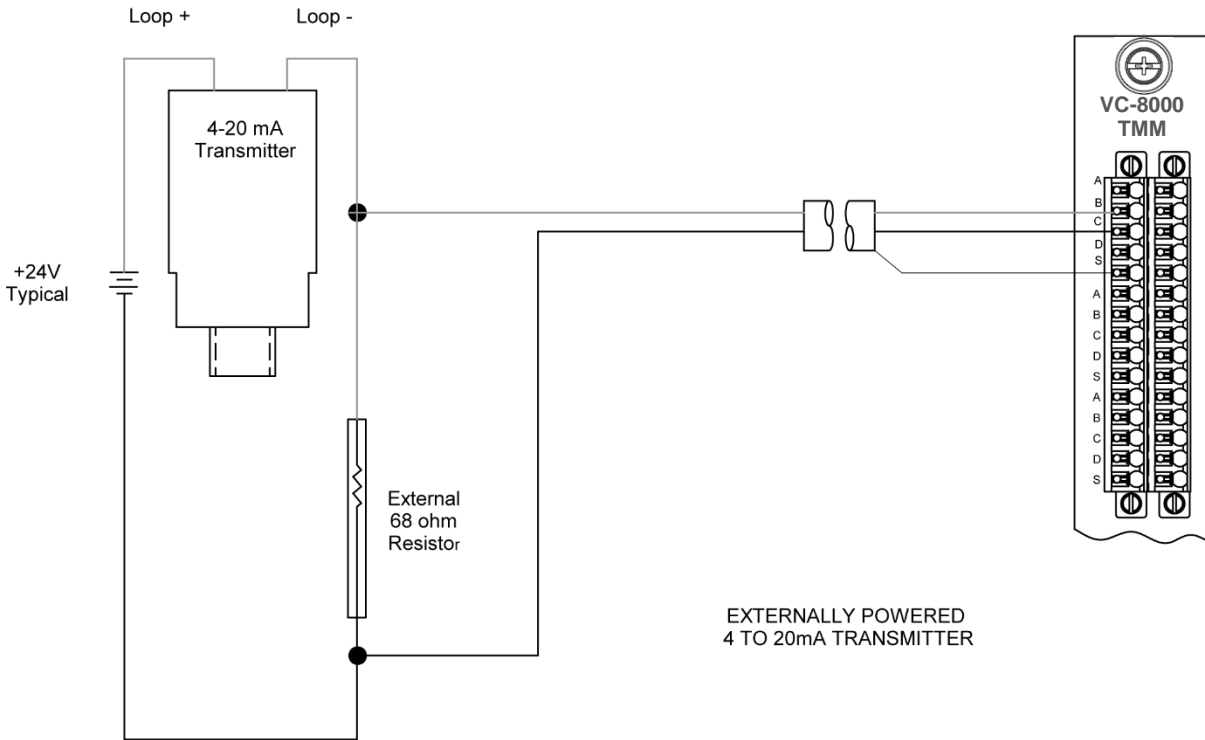 Loop +
Loop -
4-20 mA
Transmitter
+24V
Typical
External
68 ohm
Resistor
EXTERNALLY POWERED
4 TO 20mA TRANSMITTER
VC-8000
TMM
A
B
C
D
S
A
B
C
D
S
A
B
C
D
S